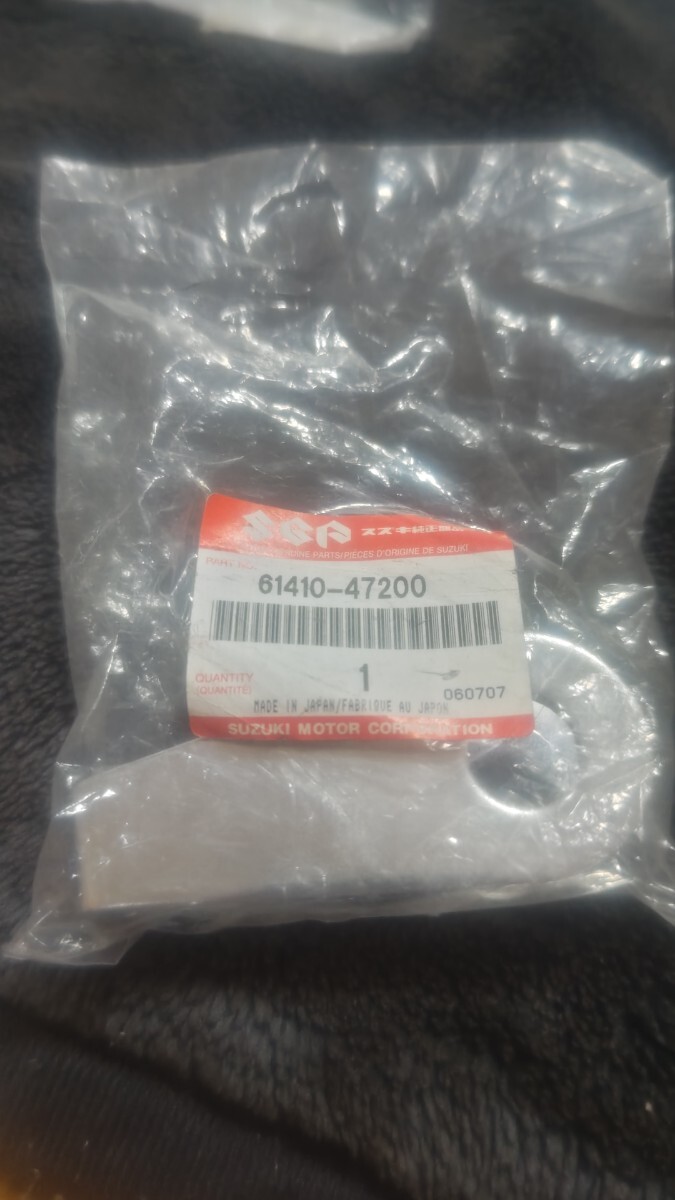 SGP スズキ純正部品
GENUINE PARTS/PIÈCES D'ORIGINE DE SUZUKI
61410-47200
QUANTITY 1
(QUANTITÉ) 060707
MADE IN JAPAN/FABRIQUE AU JAPON
SUZUKI MOTOR CORPORATION